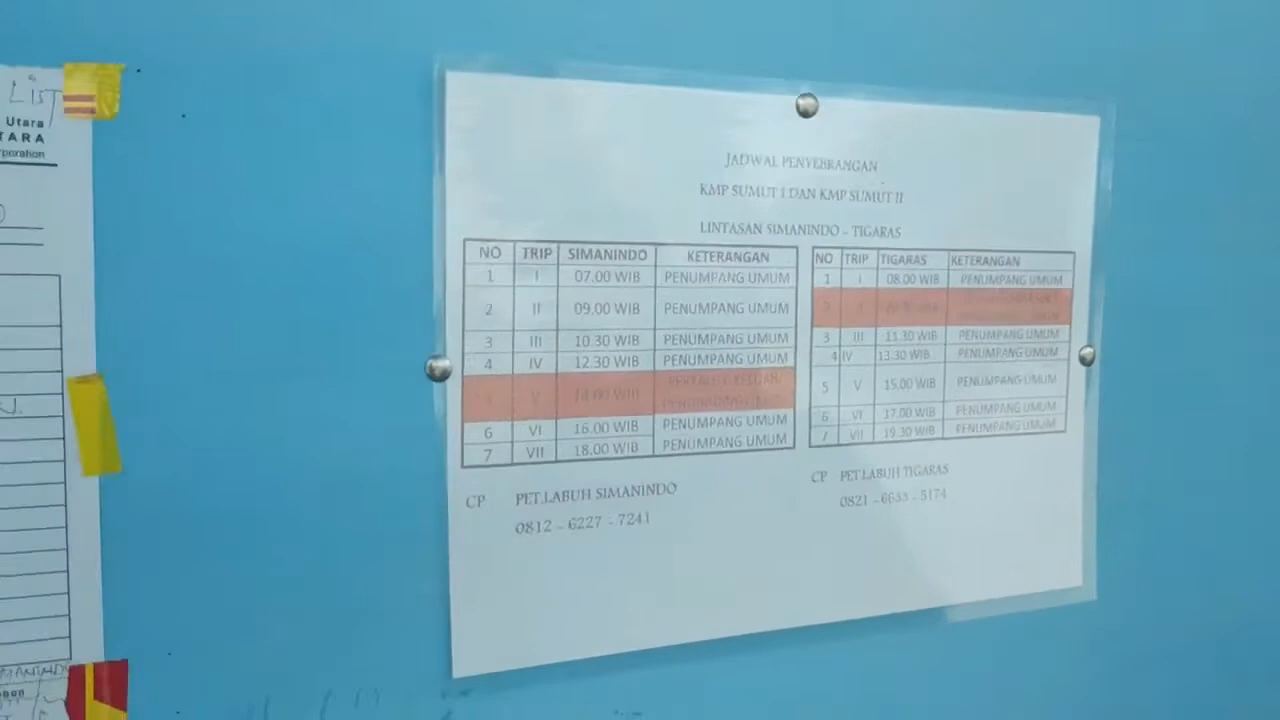 LIST
Utara
TARA
rporation
JADWAL PENYEBRANGAN
KMP SUMUT I DAN KMP SUMUT II
LINTASAN SIMANINDO – TIGARAS
NO TRIP SIMANINDO KETERANGAN
1 I 07.00 WIB PENUMPANG UMUM
2 II 09.00 WIB PENUMPANG UMUM
3 III 10.30 WIB PENUMPANG UMUM
4 IV 12.30 WIB PENUMPANG UMUM
V 14.00 WIB
6 VI 16.00 WIB PENUMPANG UMUM
7 VII 18.00 WIB PENUMPANG UMUM
CP PET.LABUH SIMANINDO
0812 – 6227 - 7241
NO TRIP TIGARAS KETERANGAN
1 I 08.00 WIB PENUMPANG UMUM
3 III 11.30 WIB PENUMPANG UMUM
4 IV 13.30 WIB PENUMPANG UMUM
5 V 15.00 WIB PENUMPANG UMUM
6 VI 17.00 WIB PENUMPANG UMUM
7 VII 19.30 WIB PENUMPANG UMUM
CP PET.LABUH TIGARAS
0821 – 6633 - 5174